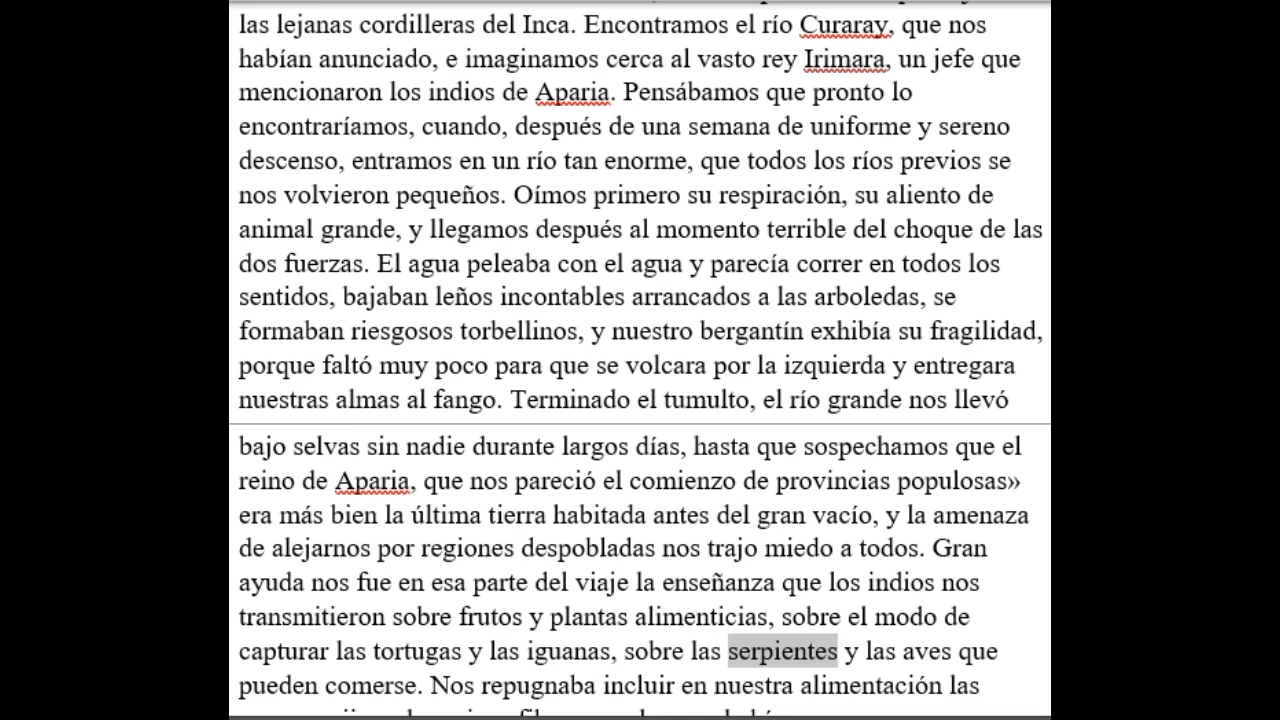 las lejanas cordilleras del Inca. Encontramos el río Curaray, que nos
habían anunciado, e imaginamos cerca al vasto rey Irimara, un jefe que
mencionaron los indios de Aparia. Pensábamos que pronto lo
encontraríamos, cuando, después de una semana de uniforme y sereno
descenso, entramos en un río tan enorme, que todos los ríos previos se
nos volvieron pequeños. Oímos primero su respiración, su aliento de
animal grande, y llegamos después al momento terrible del choque de las
dos fuerzas. El agua peleaba con el agua y parecía correr en todos los
sentidos, bajaban leños incontables arrancados a las arboledas, se
formaban riesgosos torbellinos, y nuestro bergantín exhibía su fragilidad,
porque faltó muy poco para que se volcara por la izquierda y entregara
nuestras almas al fango. Terminado el tumulto, el río grande nos llevó
bajo selvas sin nadie durante largos días, hasta que sospechamos que el
reino de Aparia, que nos pareció el comienzo de provincias populosas»
era más bien la última tierra habitada antes del gran vacío, y la amenaza
de alejarnos por regiones despobladas nos trajo miedo a todos. Gran
ayuda nos fue en esa parte del viaje la enseñanza que los indios nos
transmitieron sobre frutos y plantas alimenticias, sobre el modo de
capturar las tortugas y las iguanas, sobre las serpientes y las aves que
pueden comerse. Nos repugnaba incluir en nuestra alimentación las